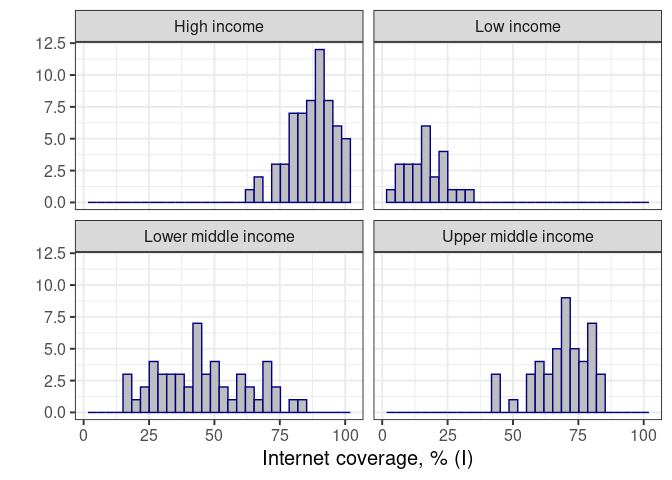 High income
Low income
12.5
10.0
7.5
5.0
2.5
0.0
Lower middle income
Upper middle income
12.5
10.0
7.5
5.0
2.5
0.0
0 25 50 75 100 0 25 50 75 100
Internet coverage, % (I)